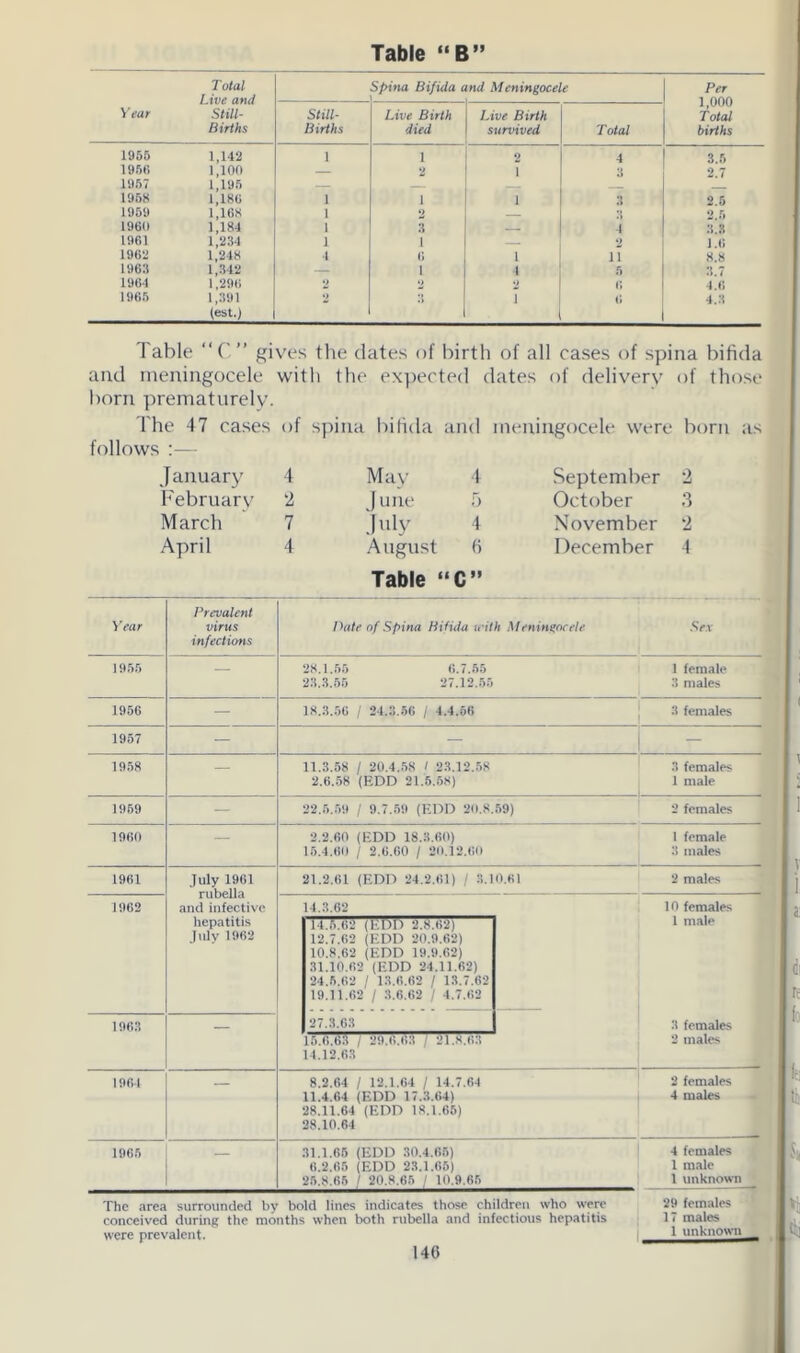 Table “B”
Year Total Live and Still-Births Spina Bifida and Meningocele Per 1,000 Total births
Still-Births Live Birth died Live Birth survived Total
1955 1,142 1 1 2 4 3.5
1956 1,100 — 2 1 3 2.7
1957 1,195 — — — — —
1958 1,186 1 1 1 3 2.5
1959 1,168 1 2 — 3 2.5
1960 1,184 1 3 — 4 3.3
1961 1,234 1 1 — 2 1.6
1962 1,248 4 6 1 11 8.8
1963 1,342 — 1 4 5 3.7
1964 1,296 2 2 2 6 4.6
1965 1,391 2 3 1 6 4.3
(est.)
Table “C” gives the dates of birth of all cases of spina bifida
and meningocele with the expected dates of delivery of those
born prematurely.
The 47 cases of spina bifida and meningocele were born as
follows :—
January 4 May 4 September 2
February 2 June 5 October 3
March 7 July 4 November 2
April 4 August 6 December 4
Table “C”
Year Prevalent virus infections Date of Spina Bifida with Meningocele Sex
1955 — 28.1.55 6.7.55 1 female
23.3.55 27.12.55 3 males
1956 — 18.3.56 / 24.3.56 / 4.4.56 3 females
1957 — — —
1958 — 11.3.58 / 20.4.58 / 23.12.58 3 females
2.6.58 (EDD 21.5.58) 1 male
1959 — 22.5.59 / 9.7.59 (EDD 20.8.59) 2 females
1960 — 2.2.60 (EDD 18.3.60) 1 female
15.4.60 / 2.6.60 / 20.12.60 3 males
1961 July 1961 21.2.61 (EDD 24.2.61) / 3.10.61 2 males
rubella
1962 and infective 14.3.62 10 females
hepatitis 14.5.62 (EDD 2.8.62) 1 male
July 1962 12.7.62 (EDD 20.9.62)
10.8.62 (EDD 19.9.62)
31.10.62 (EDD 24.11.62)
24.5.62 / 13.6.62 / 13.7.62
19.11.62 / 3.6.62 / 4.7.62
1963 — 27.3.63 3 females
15.6.63 / 29.6.63 / 21.8.63 2 males
14.12.63
1964 — 8.2.64 / 12.1.64 / 14.7.64 2 females
11.4.64 (EDD 17.3.64) 4 males
28.11.64 (EDD 18.1.65)
28.10.64
1965 — 31.1.65 (EDD 30.4.65) 4 females
6.2.65 (EDD 23.1.65) 1 male
25.8.65 / 20.8.65 / 10.9.65 1 unknown
The area surrounded by bold lines indicates those children who were 29 females
conceived during the months when both rubella and infectious hepatitis 17 males
were prevalent. 1 unknown
146